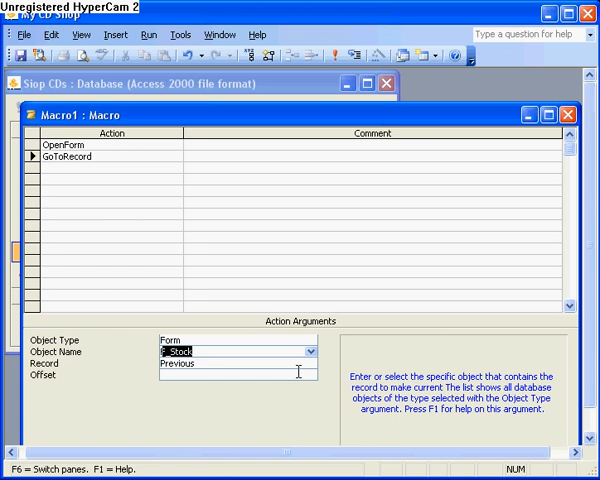 Unregistered HyperCam 2
My CD Shop
File Edit View Insert Run Tools Window Help
Type a question for help
Siop CDs : Database (Access 2000 file format)
Macro1 : Macro
Action Comment
OpenForm
GoToRecord
Action Arguments
Object Type Form
Object Name F_Stock
Record Previous
Offset
Enter or select the specific object that contains the
record to make current The list shows all database
objects of the type selected with the Object Type
argument. Press F1 for help on this argument.
F6 = Switch panes. F1 = Help.
NUM